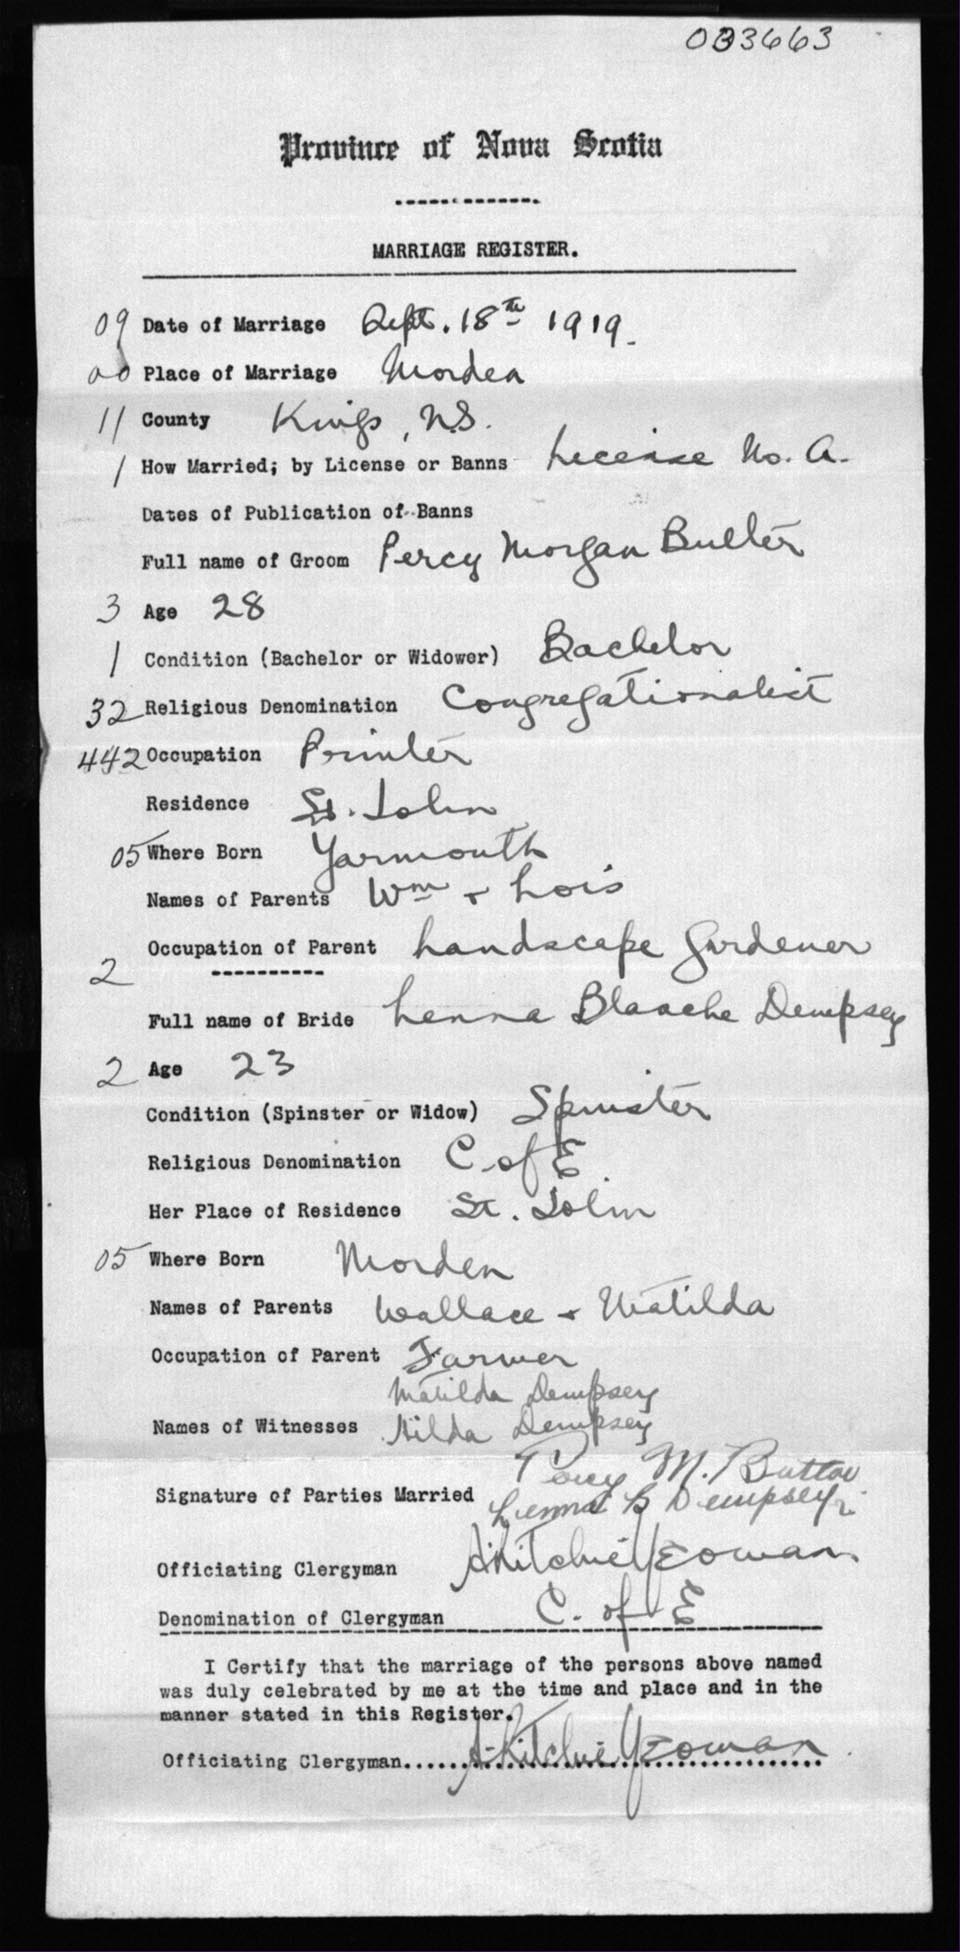 033663
Province of Nova Scotia
MARRIAGE REGISTER.
09 Date of Marriage Sept. 18th 1919.
00 Place of Marriage Morden
11 County Kings, N.S.
1 How Married; by License or Banns License No. A.
Dates of Publication of Banns
Full name of Groom Percy Morgan Butler
3 Age 28
1 Condition (Bachelor or Widower) Bachelor
32 Religious Denomination Congregationalist
442 Occupation Printer
Residence St. John
05 Where Born Yarmouth
Names of Parents Wm + Lois
Occupation of Parent Landscape Gardener
2
Full name of Bride Lenna Blanche Dempsey
2 Age 23
Condition (Spinster or Widow) Spinster
Religious Denomination C. of E
Her Place of Residence St. John
05 Where Born Morden
Names of Parents Wallace + Matilda
Occupation of Parent Farmer
Matilda Dempsey
Names of Witnesses Hilda Dempsey
Percy M.
Signature of Parties Married Lenna B Dempsey
Officiating Clergyman A. Ritchie Yeoman
Denomination of Clergyman C. of E
I Certify that the marriage of the persons above named
was duly celebrated by me at the time and place and in the
manner stated in this Register.
Officiating Clergyman A. Ritchie Yeoman